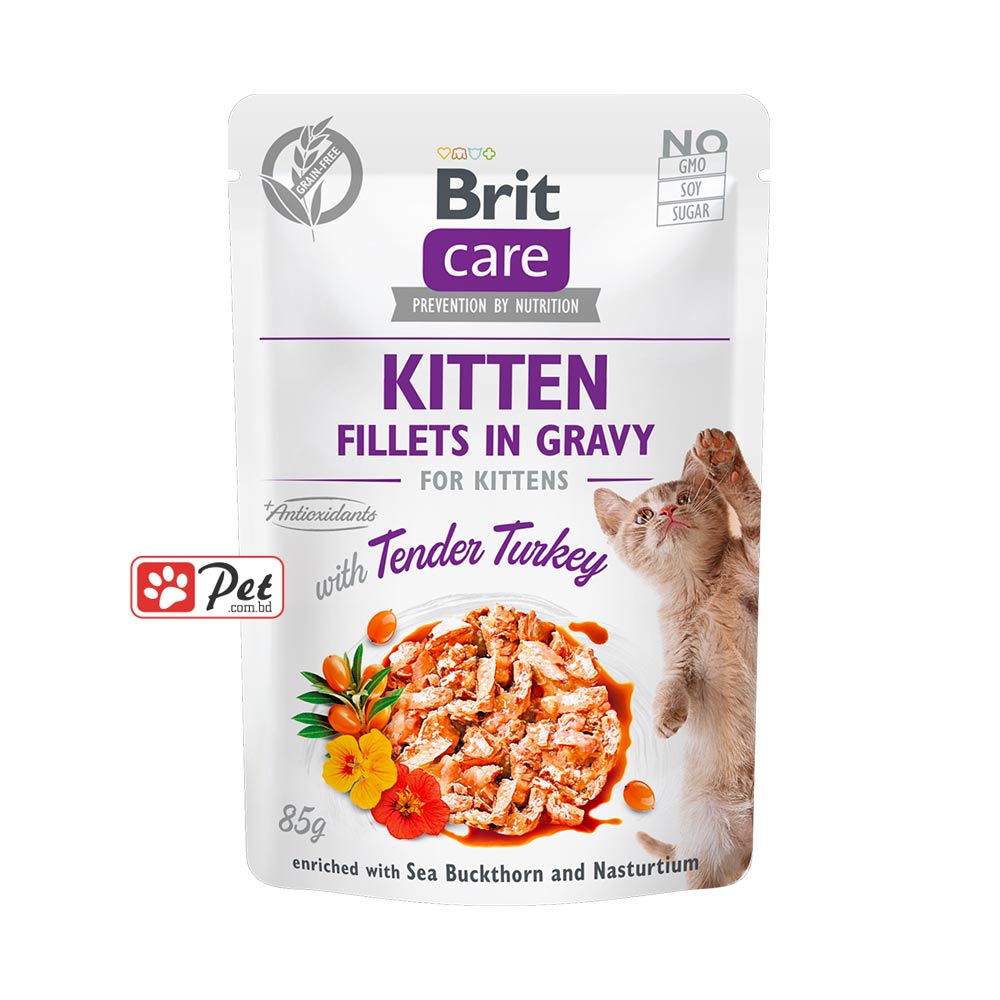 GRAIN-FREE
NO
GMO
SOY
SUGAR
Brit
care
PREVENTION BY NUTRITION
KITTEN
FILLETS IN GRAVY
FOR KITTENS
+Antioxidants
with Tender Turkey
Pet
.com.bd
85g
enriched with Sea Buckthorn and Nasturtium